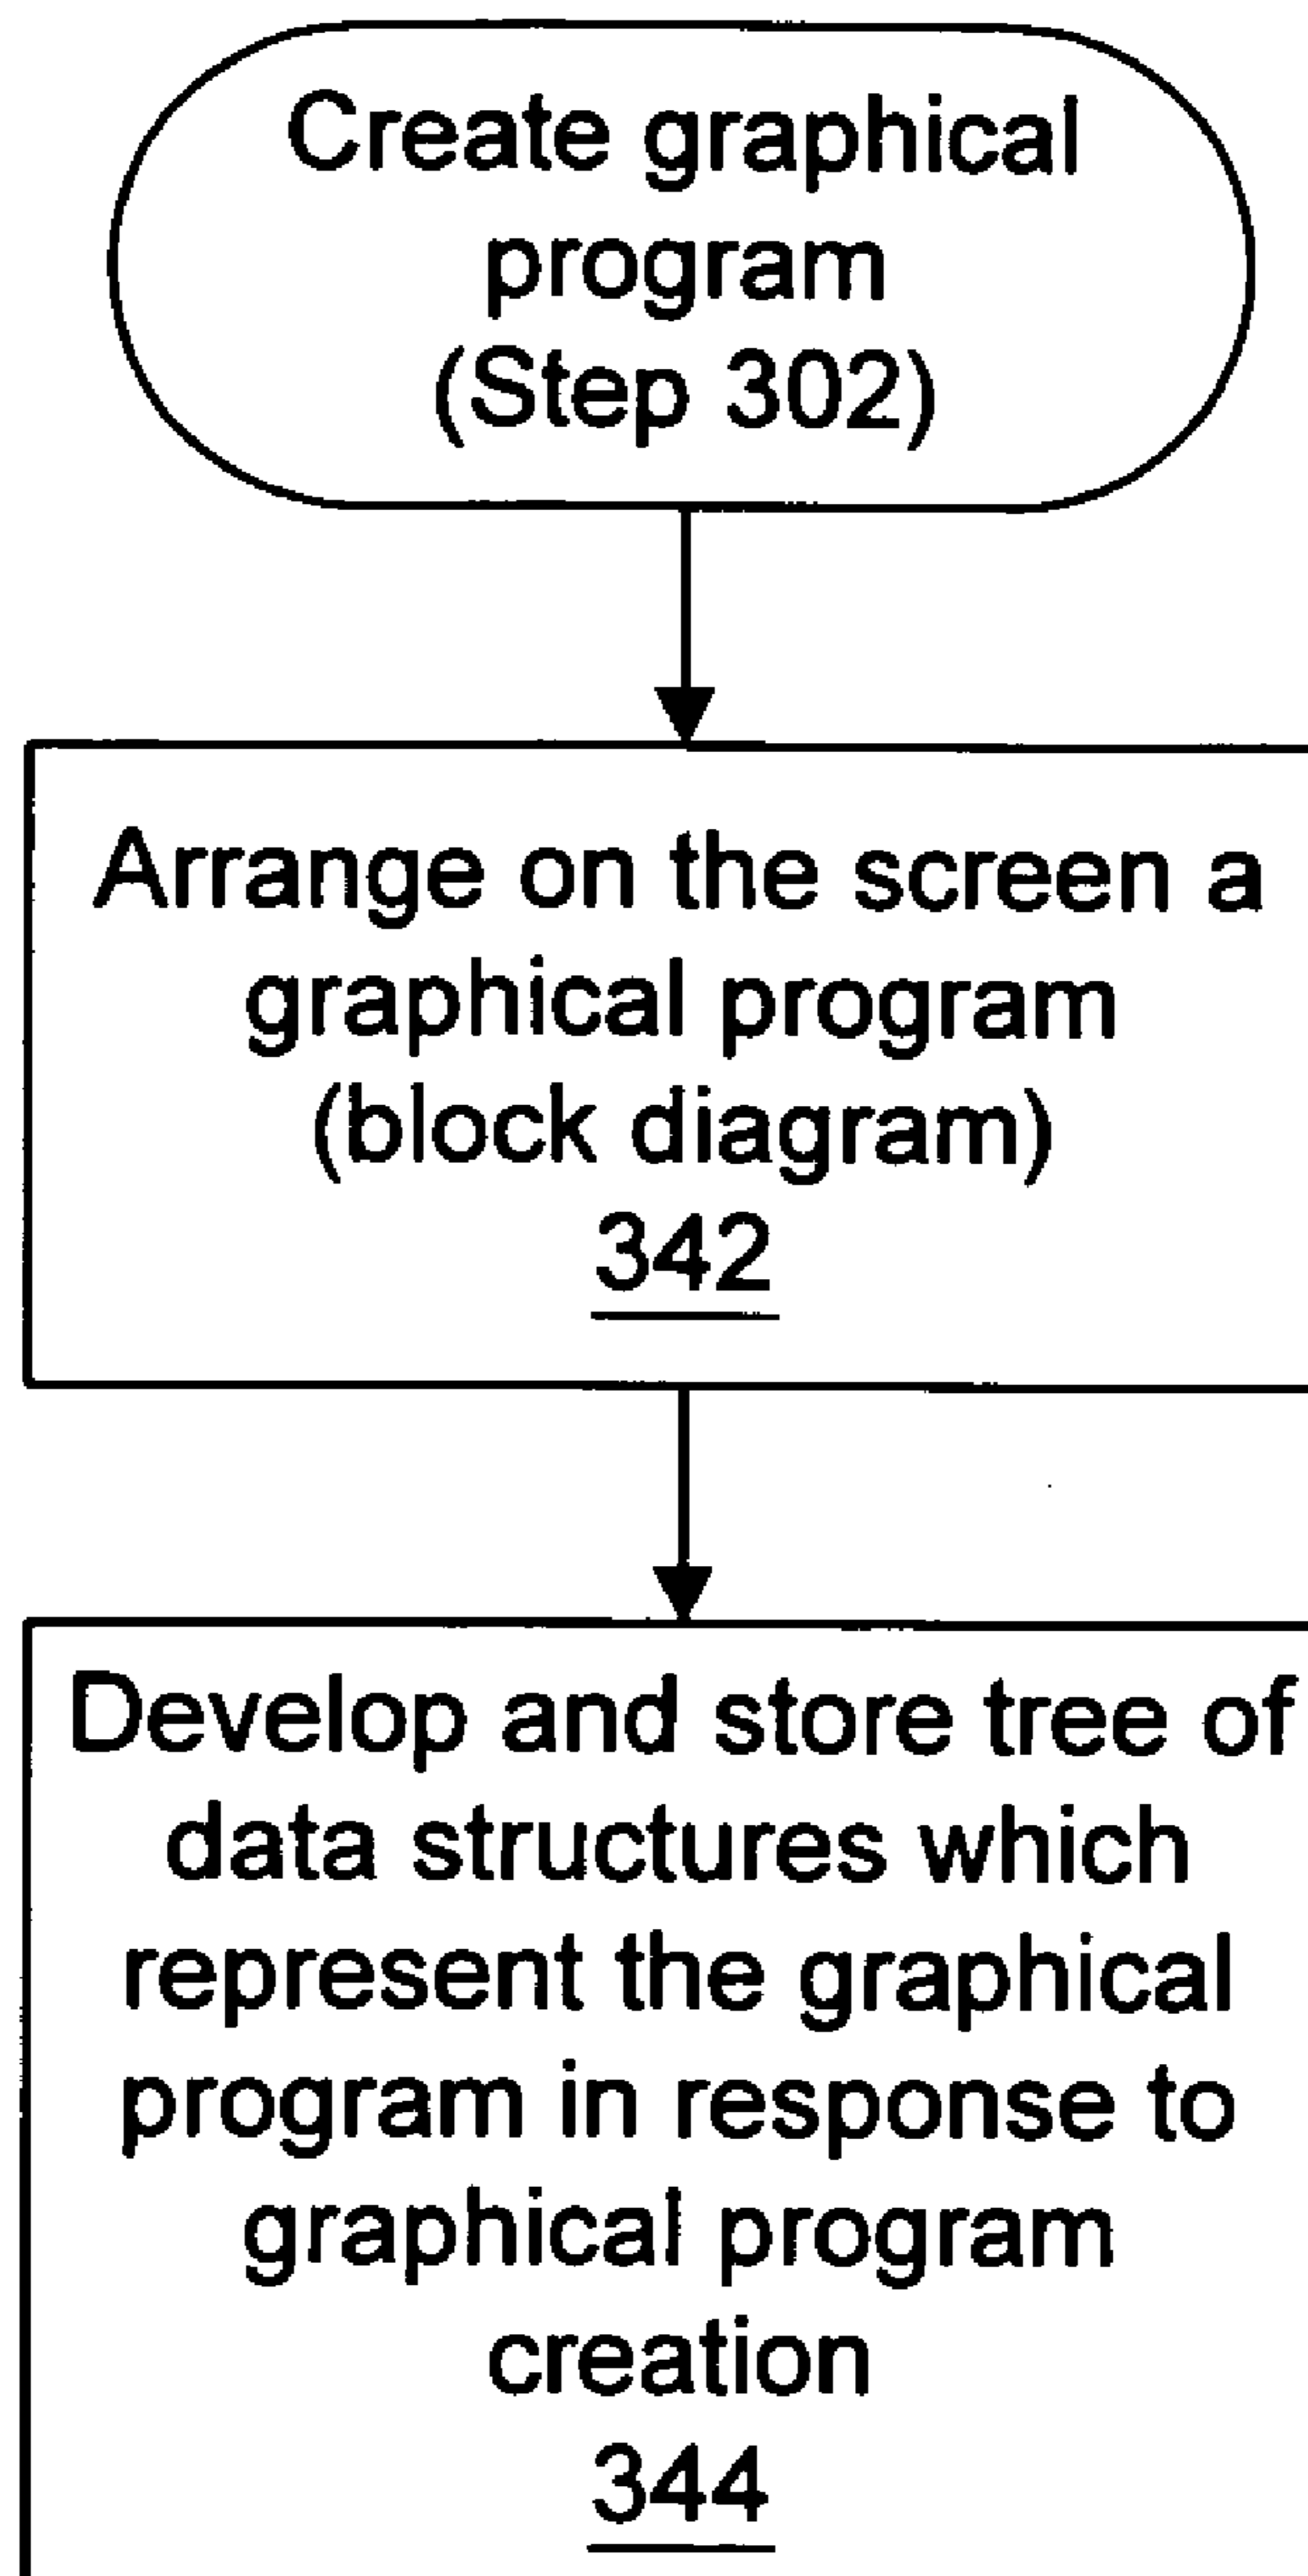 Create graphical
program
(Step 302)
Arrange on the screen a
graphical program
(block diagram)
342
Develop and store tree of
data structures which
represent the graphical
program in response to
graphical program
creation
344